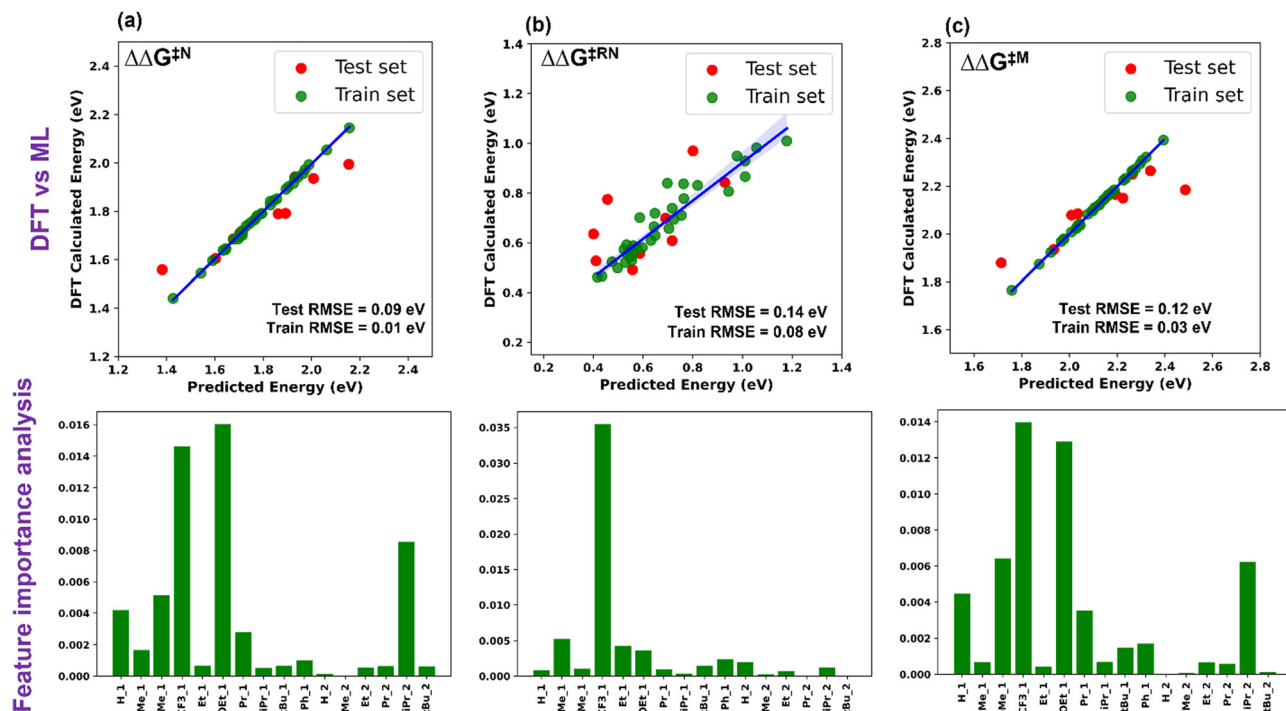 (a)
(b)
(c)
DFT vs ML
Feature importance analysis
ΔΔG‡N
Test set
Train set
DFT Calculated Energy (eV)
2.4
2.2
2.0
1.8
1.6
1.4
1.2
Test RMSE = 0.09 eV
Train RMSE = 0.01 eV
1.2 1.4 1.6 1.8 2.0 2.2 2.4
Predicted Energy (eV)
ΔΔG‡RN
Test set
Train set
DFT Calculated Energy (eV)
1.4
1.2
1.0
0.8
0.6
0.4
0.2
Test RMSE = 0.14 eV
Train RMSE = 0.08 eV
0.2 0.4 0.6 0.8 1.0 1.2 1.4
Predicted Energy (eV)
ΔΔG‡M
Test set
Train set
DFT Calculated Energy (eV)
2.8
2.6
2.4
2.2
2.0
1.8
1.6
Test RMSE = 0.12 eV
Train RMSE = 0.03 eV
1.6 1.8 2.0 2.2 2.4 2.6 2.8
Predicted Energy (eV)
0.016
0.014
0.012
0.010
0.008
0.006
0.004
0.002
0.000
H_1 Me_1 Me_1 CF3_1 Et_1 OEt_1 Pr_1 iPr_1 tBu_1 Ph_1 H_2 Me_2 Et_2 Pr_2 iPr_2 tBu_2
0.035
0.030
0.025
0.020
0.015
0.010
0.005
0.000
H_1 Me_1 Me_1 CF3_1 Et_1 OEt_1 Pr_1 iPr_1 tBu_1 Ph_1 H_2 Me_2 Et_2 Pr_2 iPr_2 tBu_2
0.014
0.012
0.010
0.008
0.006
0.004
0.002
0.000
H_1 Me_1 Me_1 CF3_1 Et_1 OEt_1 Pr_1 iPr_1 tBu_1 Ph_1 H_2 Me_2 Et_2 Pr_2 iPr_2 tBu_2